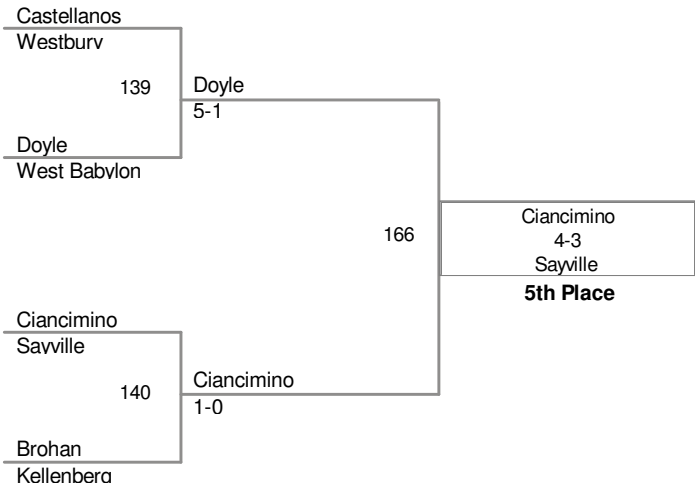 Castellanos
Westbury
139
Doyle
5-1
Doyle
West Babylon
166
Ciancimino
4-3
Sayville
5th Place
Ciancimino
Sayville
140
Ciancimino
1-0
Brohan
Kellenberg